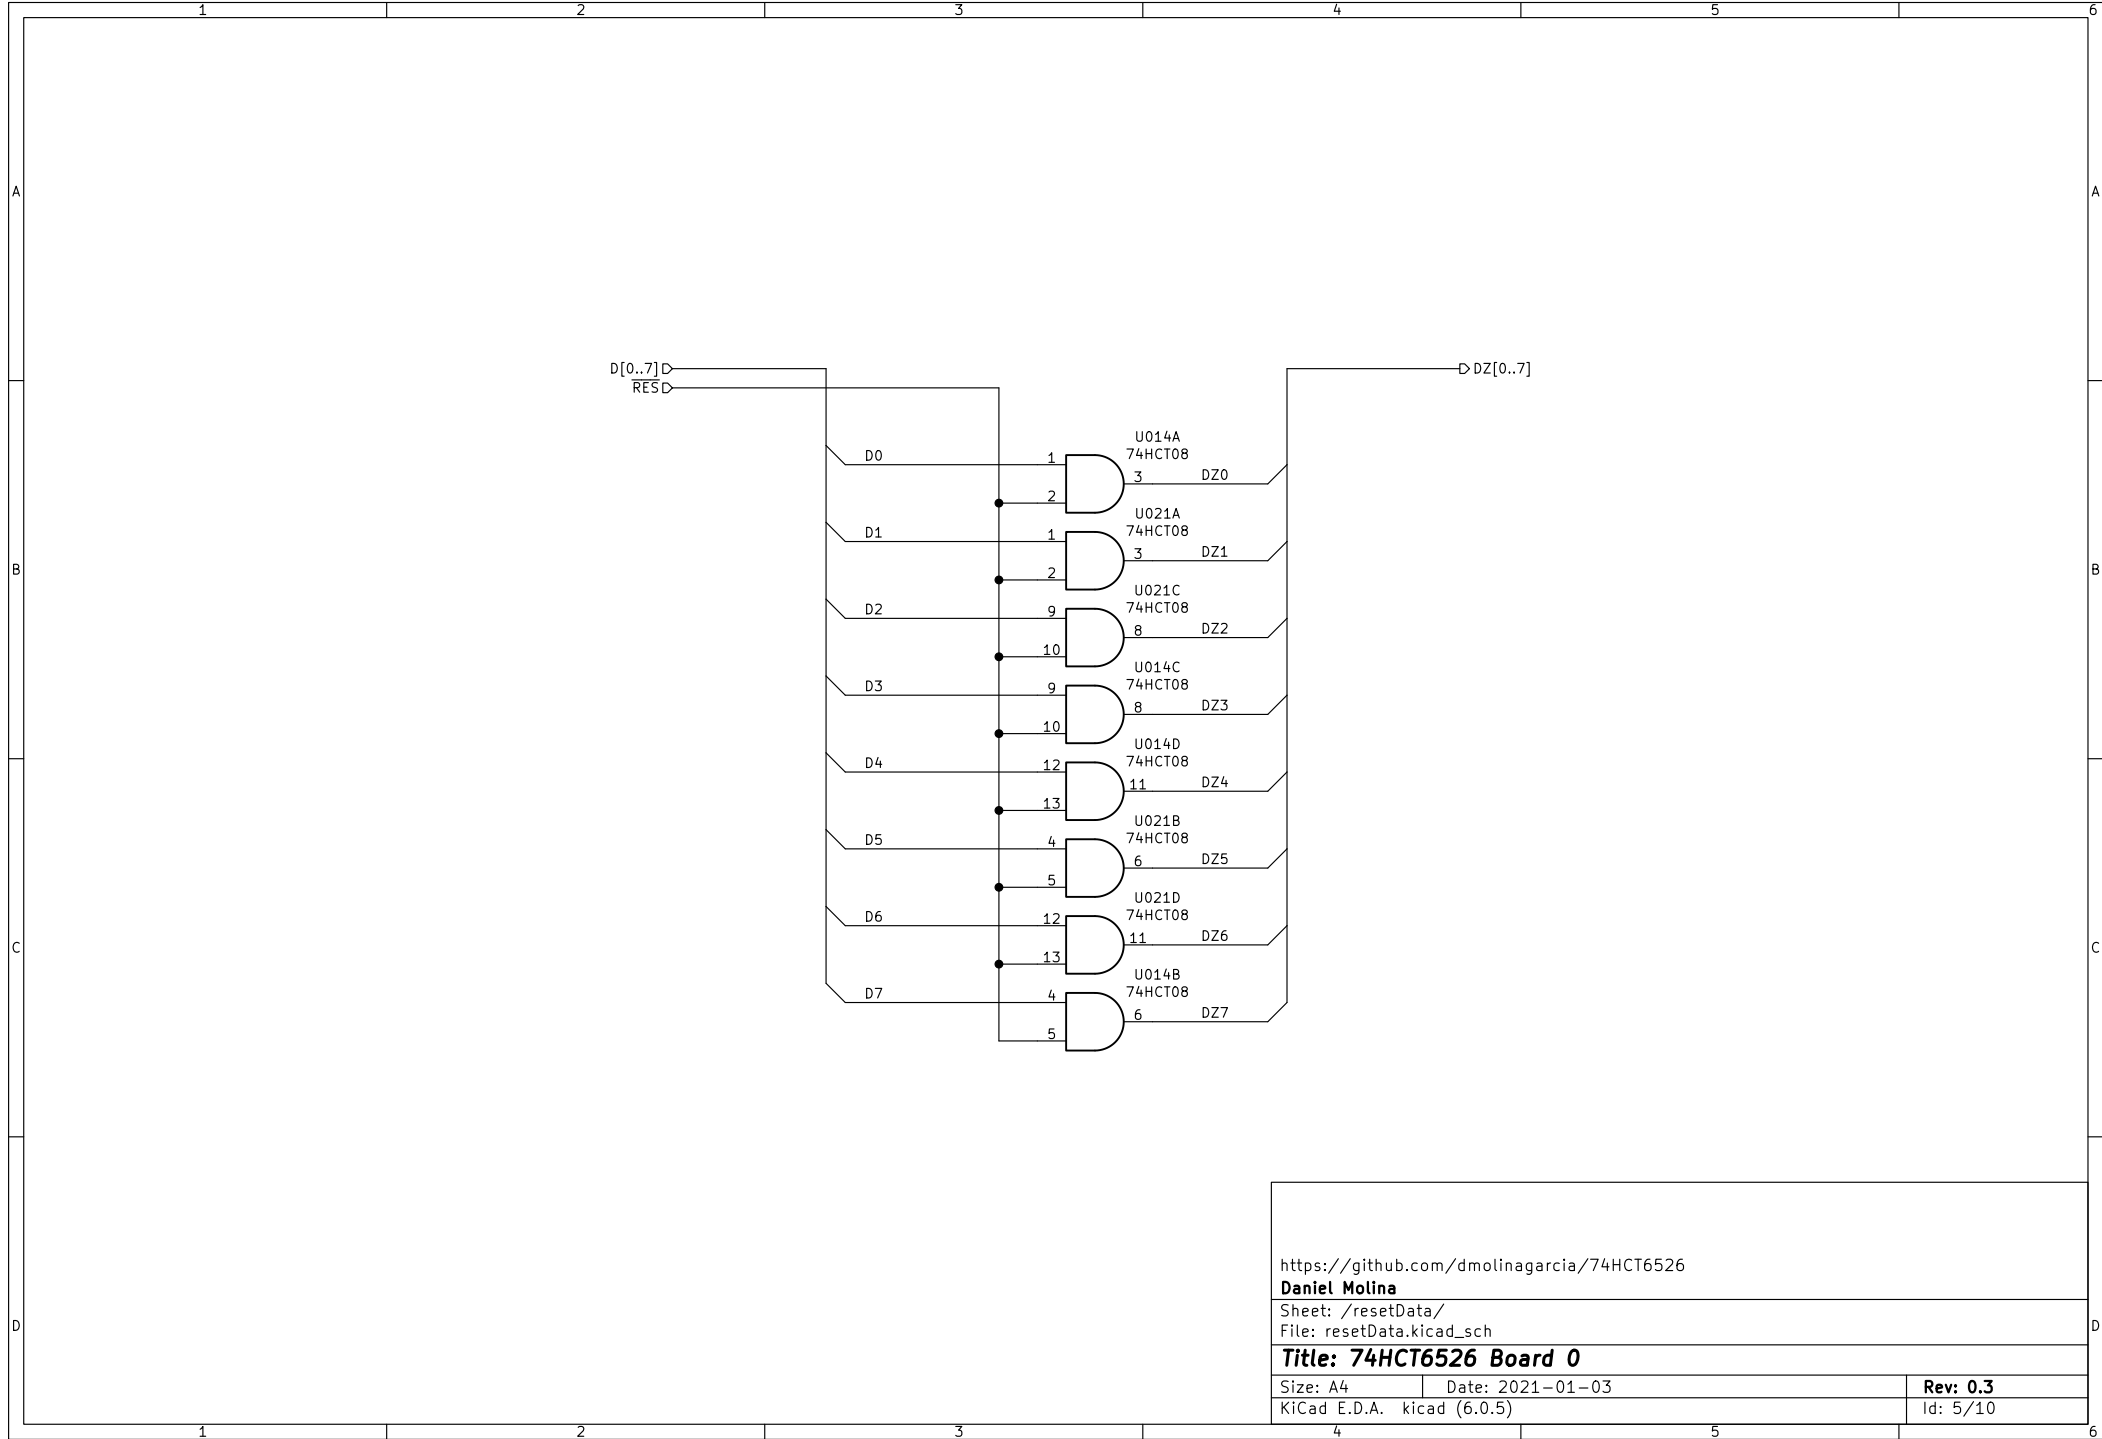 1 2 3 4 5 6
A A
D[0..7] DZ[0..7]
RES
U014A
74HCT08
D0 1 3 DZ0
2
U021A
74HCT08
D1 1 3 DZ1
B 2 B
U021C
74HCT08
D2 9 8 DZ2
10
U014C
74HCT08
D3 9 8 DZ3
10
U014D
74HCT08
D4 12 11 DZ4
13
U021B
74HCT08
D5 4 6 DZ5
5
U021D
74HCT08
D6 12 11 DZ6
C 13 C
U014B
74HCT08
D7 4 6 DZ7
5
https://github.com/dmolinagarcia/74HCT6526
Daniel Molina
Sheet: /resetData/
D D
File: resetData.kicad_sch
Title: 74HCT6526 Board 0
Size: A4 Date: 2021-01-03 Rev: 0.3
KiCad E.D.A. kicad (6.0.5) Id: 5/10
1 2 3 4 5 6